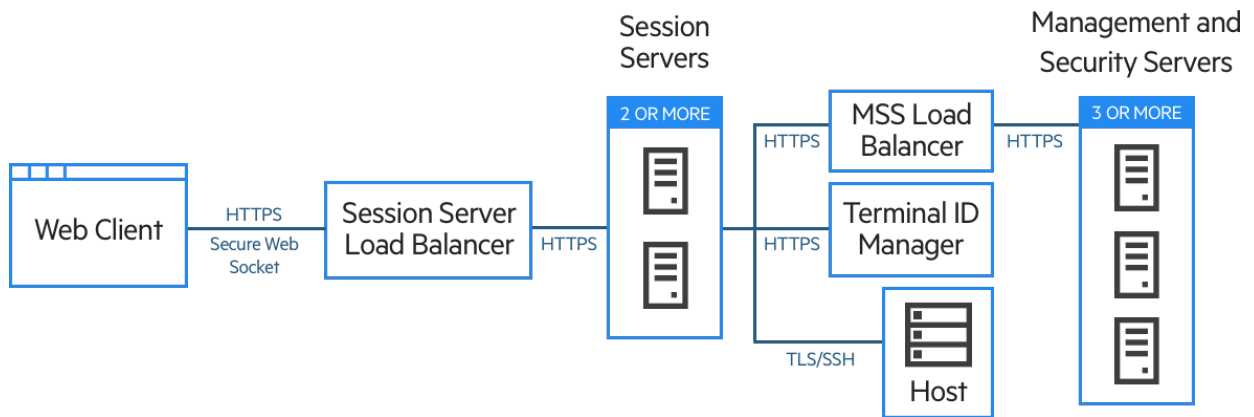 Session
Servers
Management and
Security Servers
2 OR MORE
MSS Load
Balancer
3 OR MORE
HTTPS
HTTPS
Web Client
HTTPS
Secure Web
Socket
Session Server
Load Balancer
HTTPS
HTTPS
Terminal ID
Manager
TLS/SSH
Host